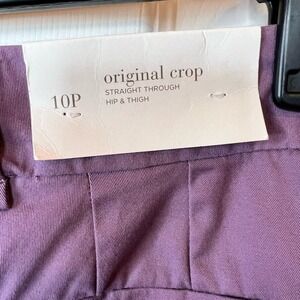 original crop
10P
STRAIGHT THROUGH
HIP & THIGH